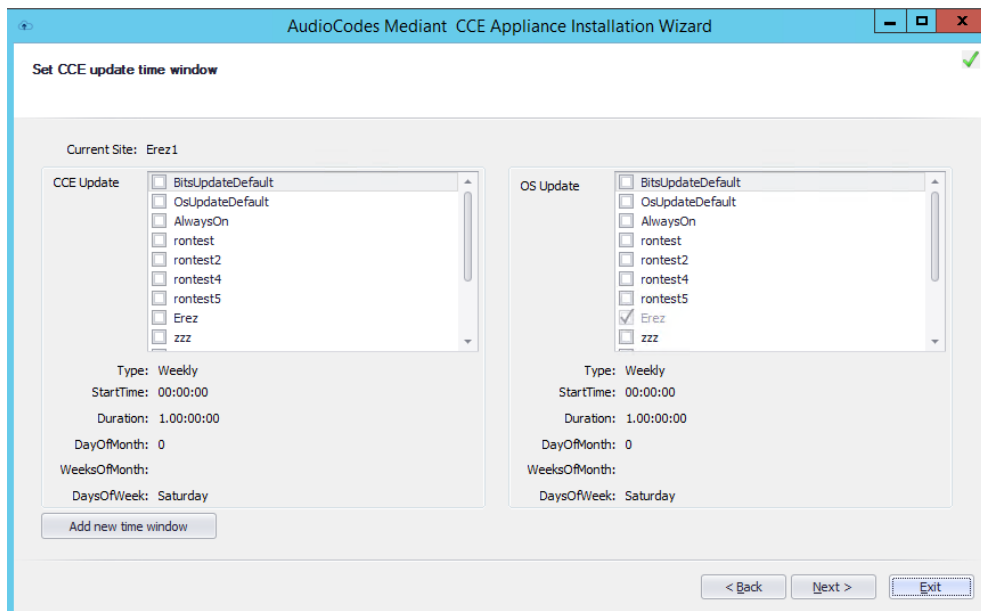 AudioCodes Mediant CCE Appliance Installation Wizard
Set CCE update time window
Current Site: Erez1
CCE Update
BitsUpdateDefault
OsUpdateDefault
AlwaysOn
rontest
rontest2
rontest4
rontest5
Erez
zzz
Type: Weekly
StartTime: 00:00:00
Duration: 1.00:00:00
DayOfMonth: 0
WeeksOfMonth:
DaysOfWeek: Saturday
OS Update
BitsUpdateDefault
OsUpdateDefault
AlwaysOn
rontest
rontest2
rontest4
rontest5
Erez
zzz
Type: Weekly
StartTime: 00:00:00
Duration: 1.00:00:00
DayOfMonth: 0
WeeksOfMonth:
DaysOfWeek: Saturday
Add new time window
< Back
Next >
Exit